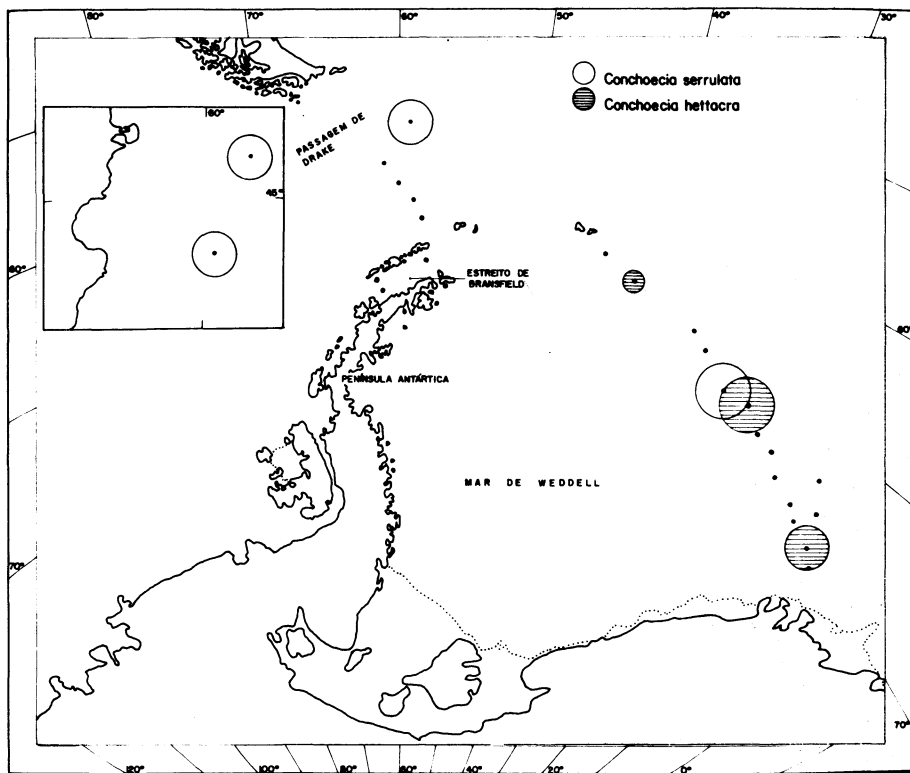 80°
70°
60°
50°
40°
30°
Conchoecia serrulata
Conchoecia hettacra
60°
45°
PASSAGEM DE
DRAKE
ESTREITO DE
BRANSFIELD
60°
60°
PENÍNSULA ANTÁRTICA
MAR DE WEDDELL
70°
70°
120°
100°
80°
60°
40°
20°
0°